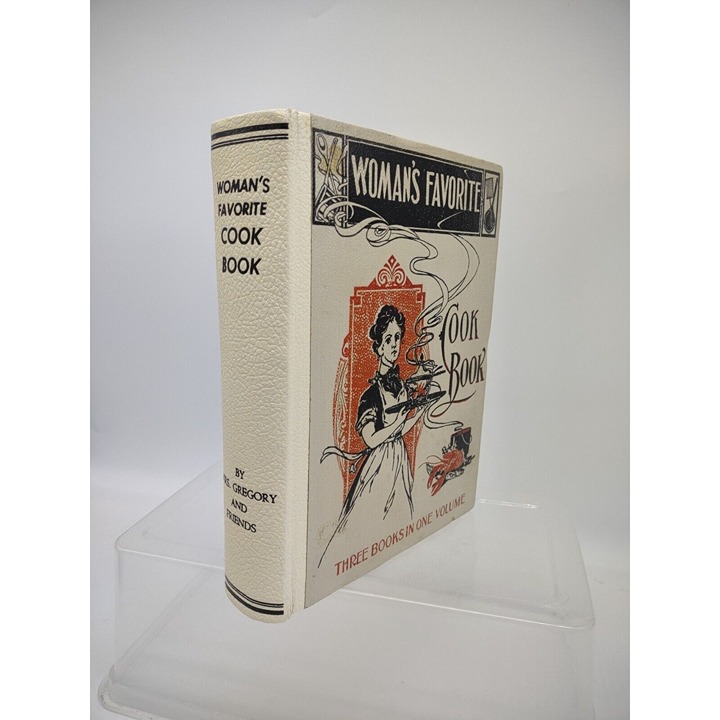 WOMAN'S
FAVORITE
COOK
BOOK
BY
GREGORY
AND
FRIENDS
WOMAN'S FAVORITE
COOK
BOOK
THREE BOOKS IN ONE VOLUME